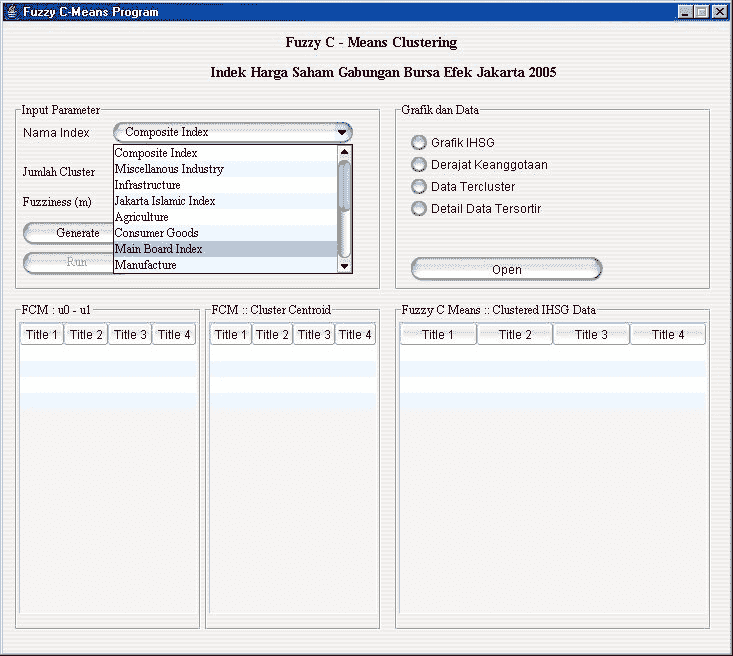 Fuzzy C-Means Program
Fuzzy C - Means Clustering
Indek Harga Saham Gabungan Bursa Efek Jakarta 2005
Input Parameter
Nama Index
Composite Index
Composite Index
Miscellanous Industry
Infrastructure
Jakarta Islamic Index
Agriculture
Consumer Goods
Main Board Index
Manufacture
Jumlah Cluster
Fuzziness (m)
Generate
Run
Grafik dan Data
Grafik IHSG
Derajat Keanggotaan
Data Tercluster
Detail Data Tersortir
Open
FCM : u0 - u1
Title 1 Title 2 Title 3 Title 4
FCM :: Cluster Centroid
Title 1 Title 2 Title 3 Title 4
Fuzzy C Means :: Clustered IHSG Data
Title 1 Title 2 Title 3 Title 4